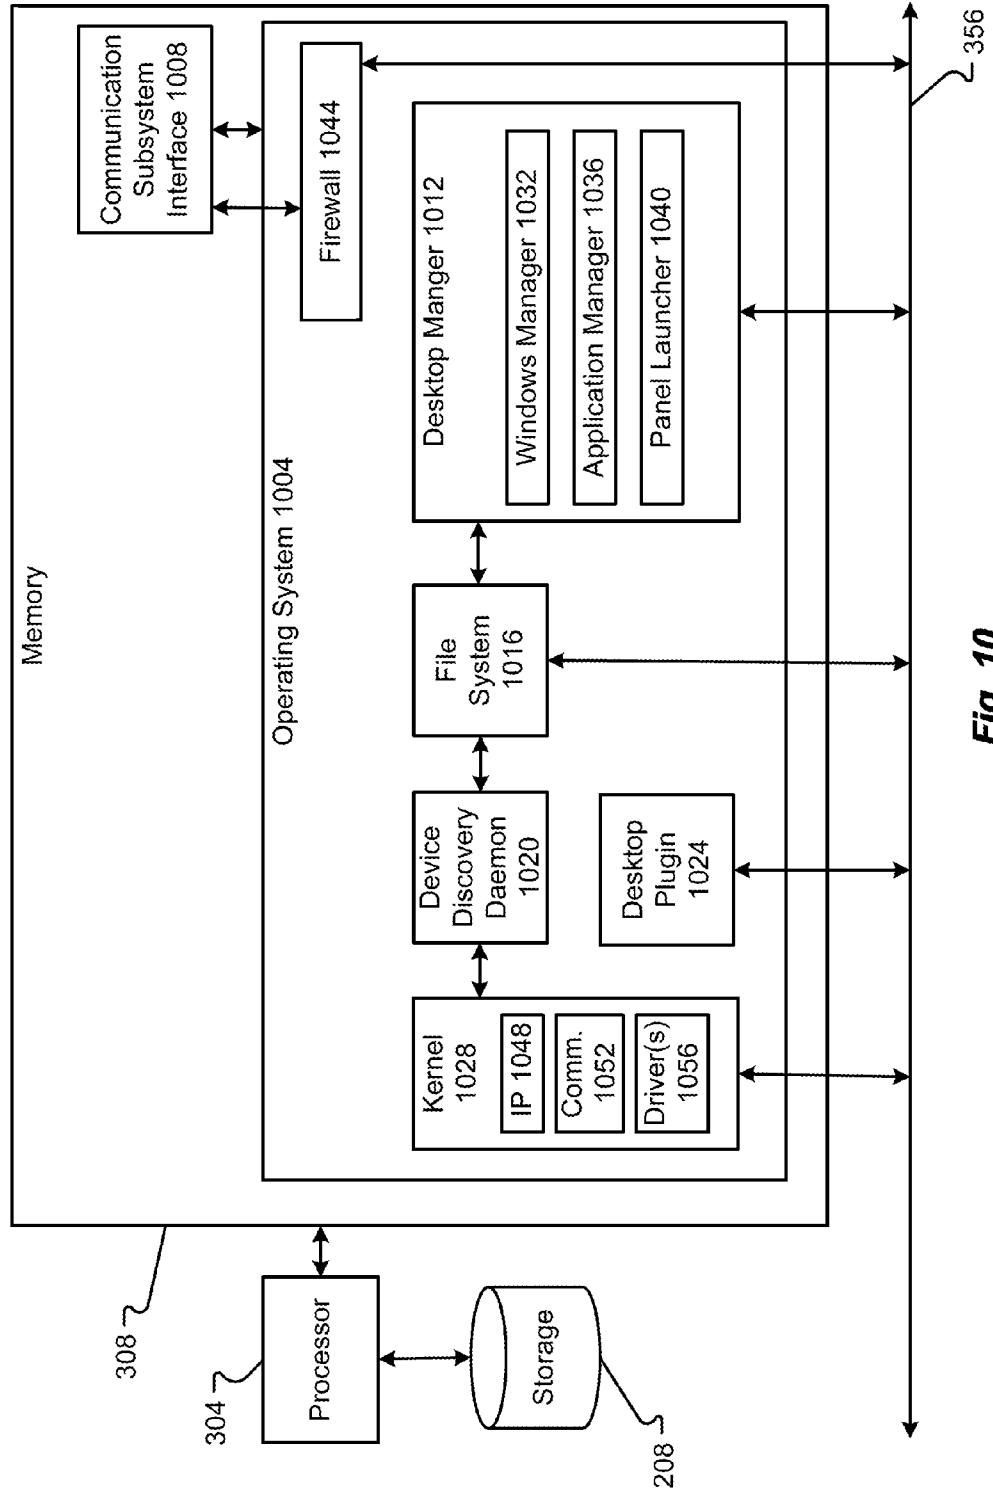 Memory
Communication
Subsystem
Interface 1008
Operating System 1004
Firewall 1044
Kernel
1028
IP 1048
Comm.
1052
Driver(s)
1056
Device
Discovery
Daemon
1020
Desktop
Plugin
1024
File
System
1016
Desktop Manger 1012
Windows Manager 1032
Application Manager 1036
Panel Launcher 1040
308
304
Processor
Storage
208
356
Fig. 10